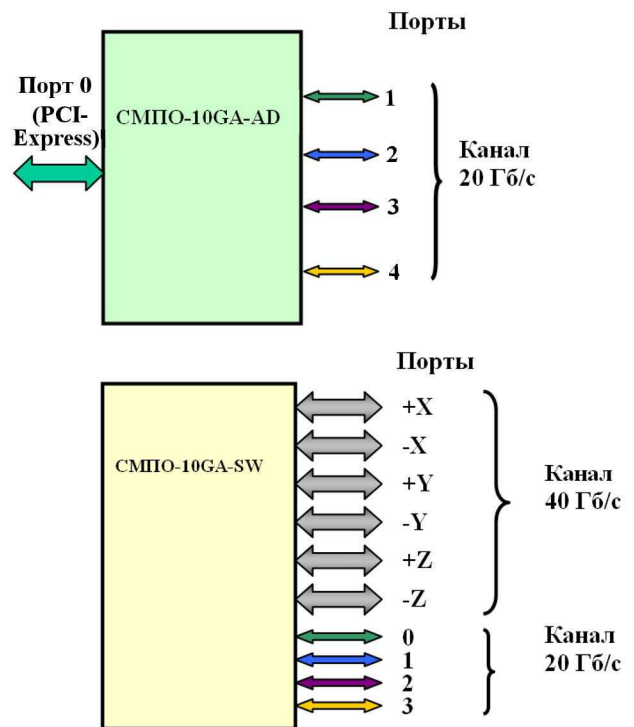 Порты
Порт 0
(PCI-
Express)
СМПО-10GA-AD
1
2
3
4
Канал
20 Гб/с
Порты
СМПО-10GA-SW
+X
-X
+Y
-Y
+Z
-Z
Канал
40 Гб/с
0
1
2
3
Канал
20 Гб/с